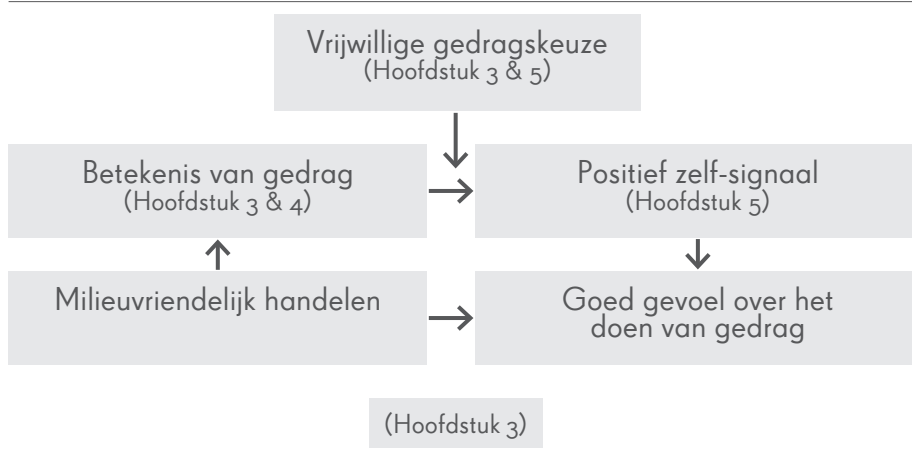 Vrijwillige gedragskeuze
(Hoofdstuk 3 & 5)
Betekenis van gedrag
(Hoofdstuk 3 & 4)
Positief zelf-signaal
(Hoofdstuk 5)
Milieuvriendelijk handelen
Goed gevoel over het
doen van gedrag
(Hoofdstuk 3)